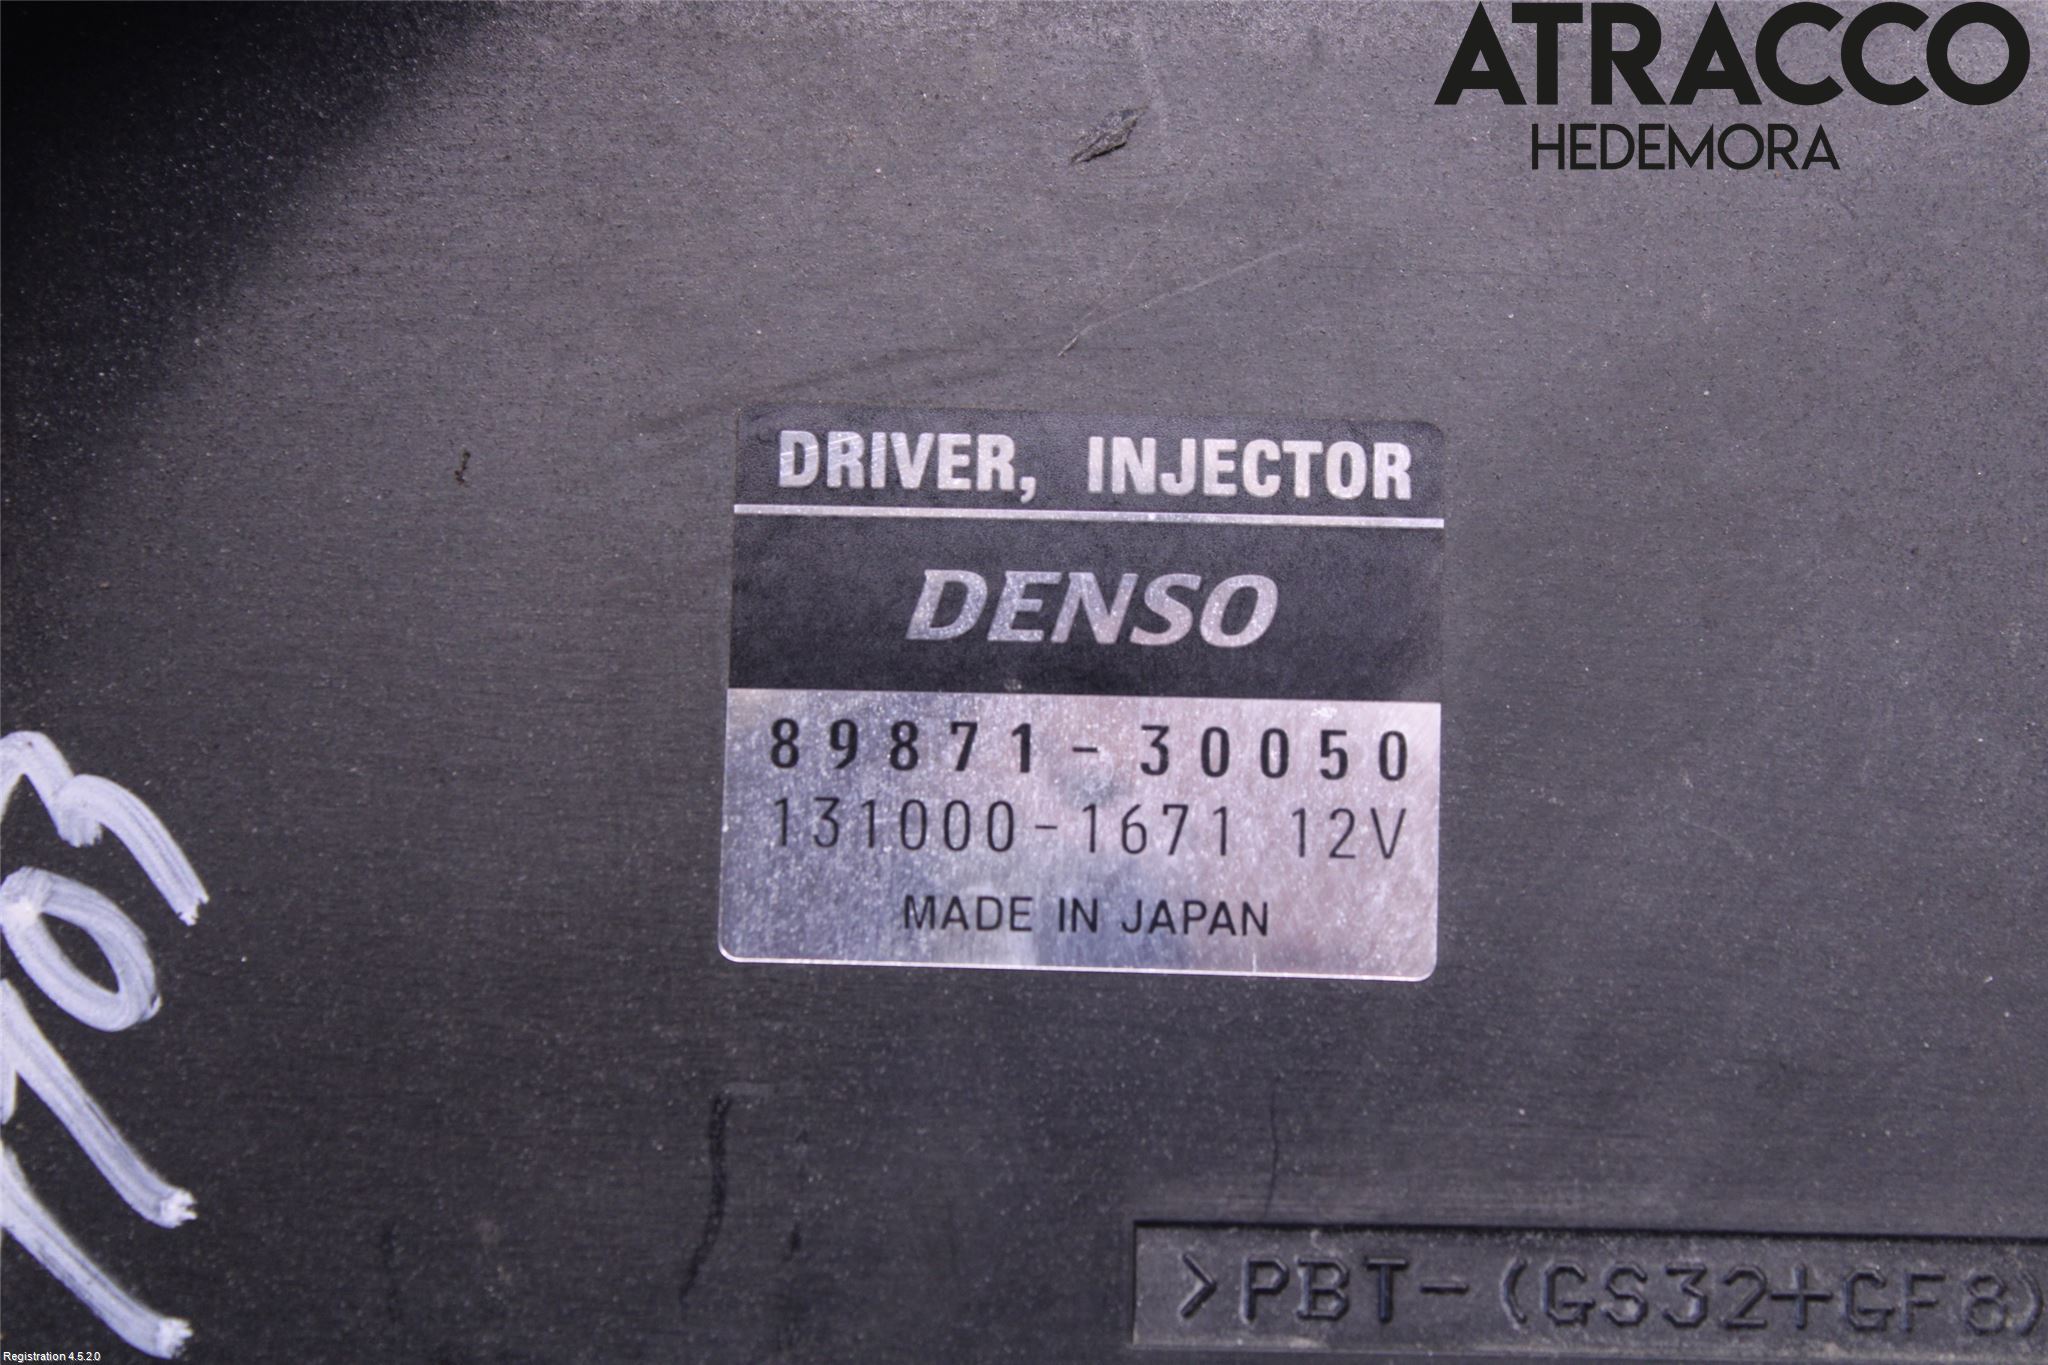 ATRACCO
HEDEMORA
DRIVER, INJECTOR
DENSO
89871-30050
131000-1671 12V
MADE IN JAPAN
>PBT-(GS32+GF8)
Registration 4.5.2.0